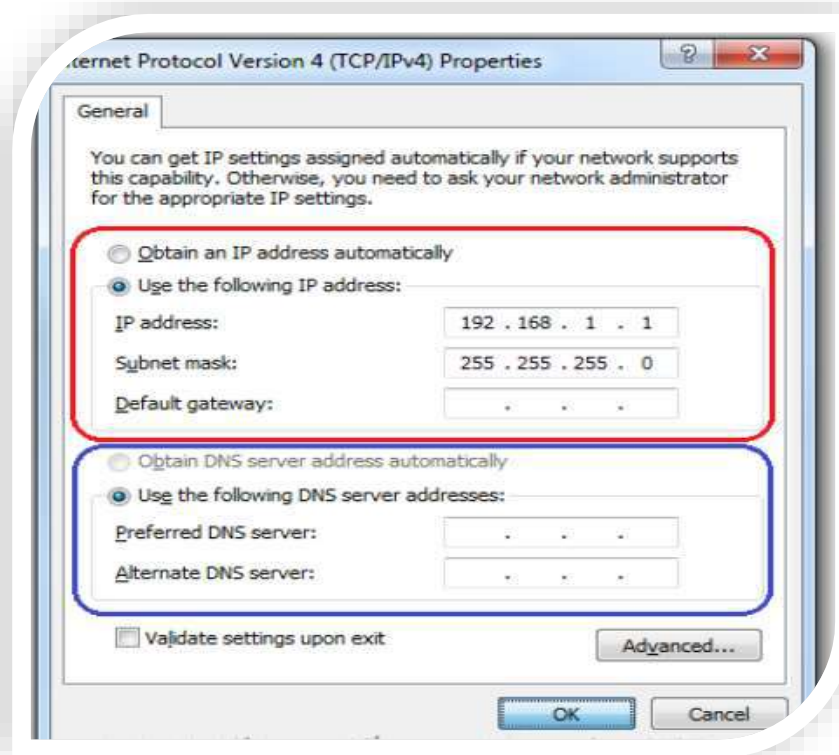 ternet Protocol Version 4 (TCP/IPv4) Properties
General
You can get IP settings assigned automatically if your network supports
this capability. Otherwise, you need to ask your network administrator
for the appropriate IP settings.
Obtain an IP address automatically
Use the following IP address:
IP address: 192 . 168 . 1 . 1
Subnet mask: 255 . 255 . 255 . 0
Default gateway: . . .
Obtain DNS server address automatically
Use the following DNS server addresses:
Preferred DNS server: . . .
Alternate DNS server: . . .
Validate settings upon exit
Advanced...
OK Cancel